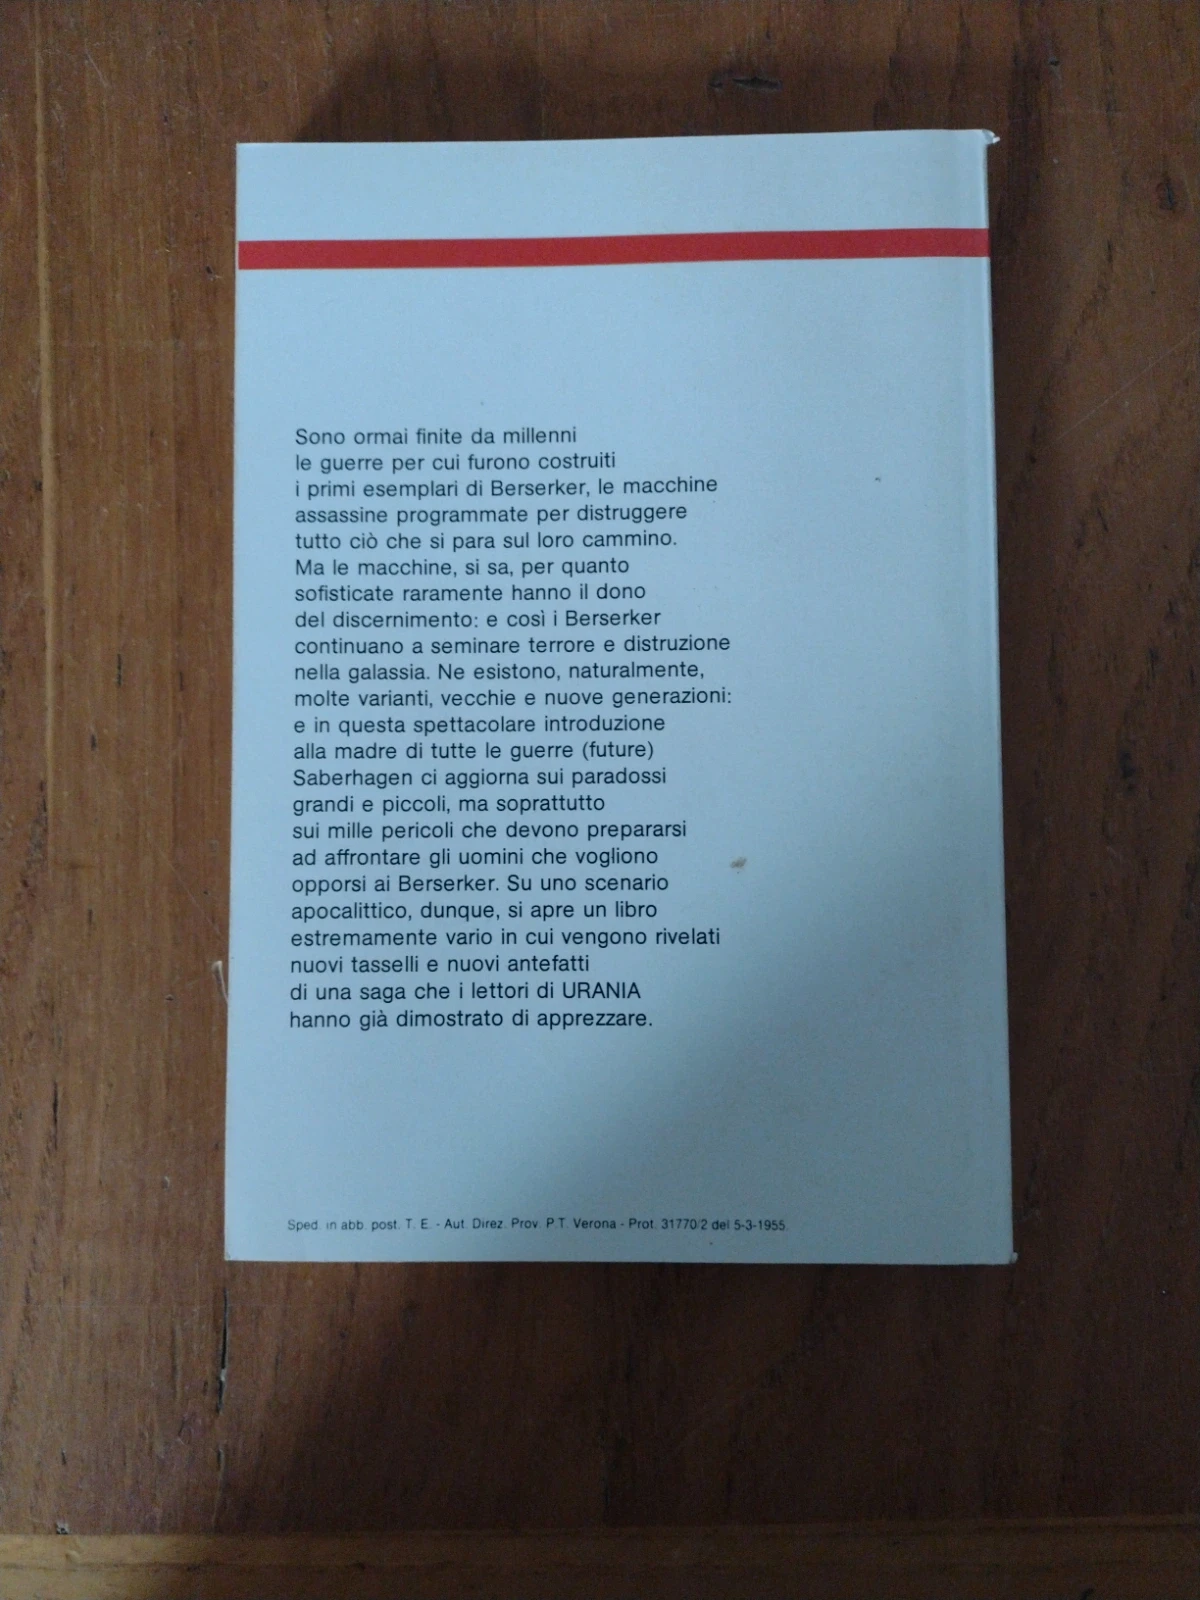 Sono ormai finite da millenni
le guerre per cui furono costruiti
i primi esemplari di Berserker, le macchine
assassine programmate per distruggere
tutto ciò che si para sul loro cammino.
Ma le macchine, si sa, per quanto
sofisticate raramente hanno il dono
del discernimento: e così i Berserker
continuano a seminare terrore e distruzione
nella galassia. Ne esistono, naturalmente,
molte varianti, vecchie e nuove generazioni:
e in questa spettacolare introduzione
alla madre di tutte le guerre (future)
Saberhagen ci aggiorna sui paradossi
grandi e piccoli, ma soprattutto
sui mille pericoli che devono prepararsi
ad affrontare gli uomini che vogliono
opporsi ai Berserker. Su uno scenario
apocalittico, dunque, si apre un libro
estremamente vario in cui vengono rivelati
nuovi tasselli e nuovi antefatti
di una saga che i lettori di URANIA
hanno già dimostrato di apprezzare.
Sped. in abb. post. T. E. - Aut. Direz. Prov. P.T. Verona - Prot. 31770/2 del 5-3-1955.